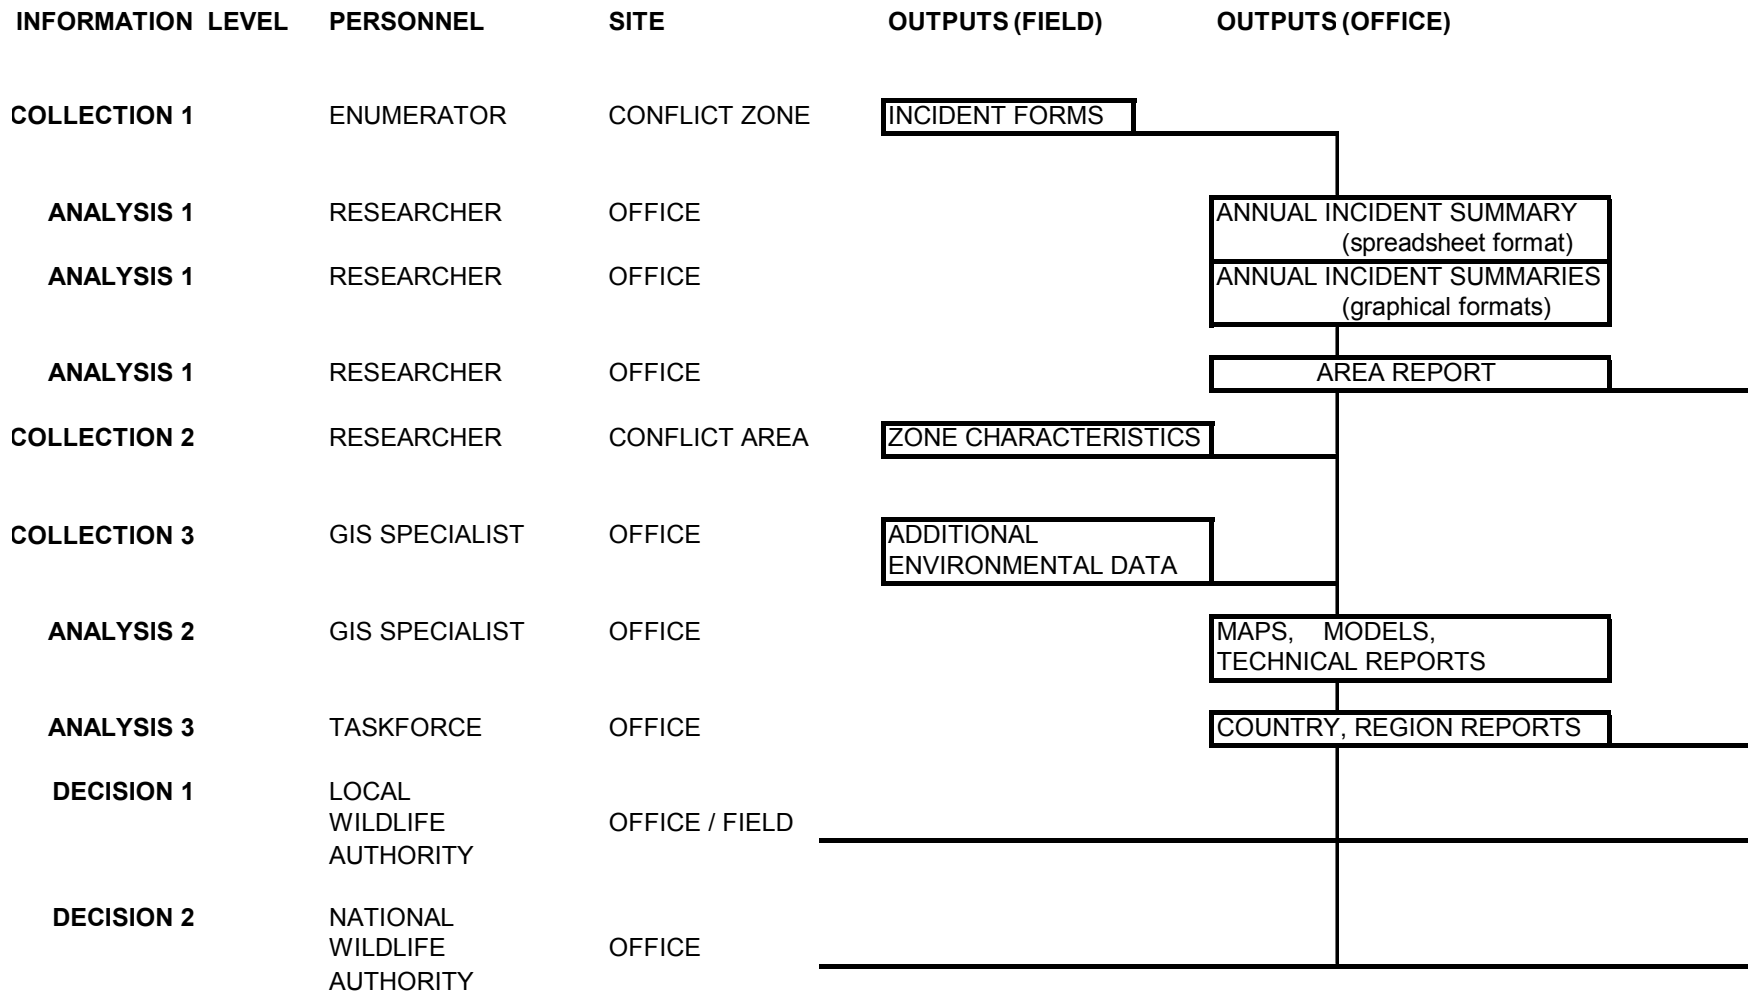 INFORMATION LEVEL PERSONNEL SITE OUTPUTS (FIELD) OUTPUTS (OFFICE)
COLLECTION 1 ENUMERATOR CONFLICT ZONE INCIDENT FORMS
ANALYSIS 1 RESEARCHER OFFICE ANNUAL INCIDENT SUMMARY
(spreadsheet format)
ANALYSIS 1 RESEARCHER OFFICE ANNUAL INCIDENT SUMMARIES
(graphical formats)
ANALYSIS 1 RESEARCHER OFFICE AREA REPORT
COLLECTION 2 RESEARCHER CONFLICT AREA ZONE CHARACTERISTICS
COLLECTION 3 GIS SPECIALIST OFFICE ADDITIONAL
ENVIRONMENTAL DATA
ANALYSIS 2 GIS SPECIALIST OFFICE MAPS, MODELS,
TECHNICAL REPORTS
ANALYSIS 3 TASKFORCE OFFICE COUNTRY, REGION REPORTS
DECISION 1 LOCAL
WILDLIFE OFFICE / FIELD
AUTHORITY
DECISION 2 NATIONAL
WILDLIFE OFFICE
AUTHORITY